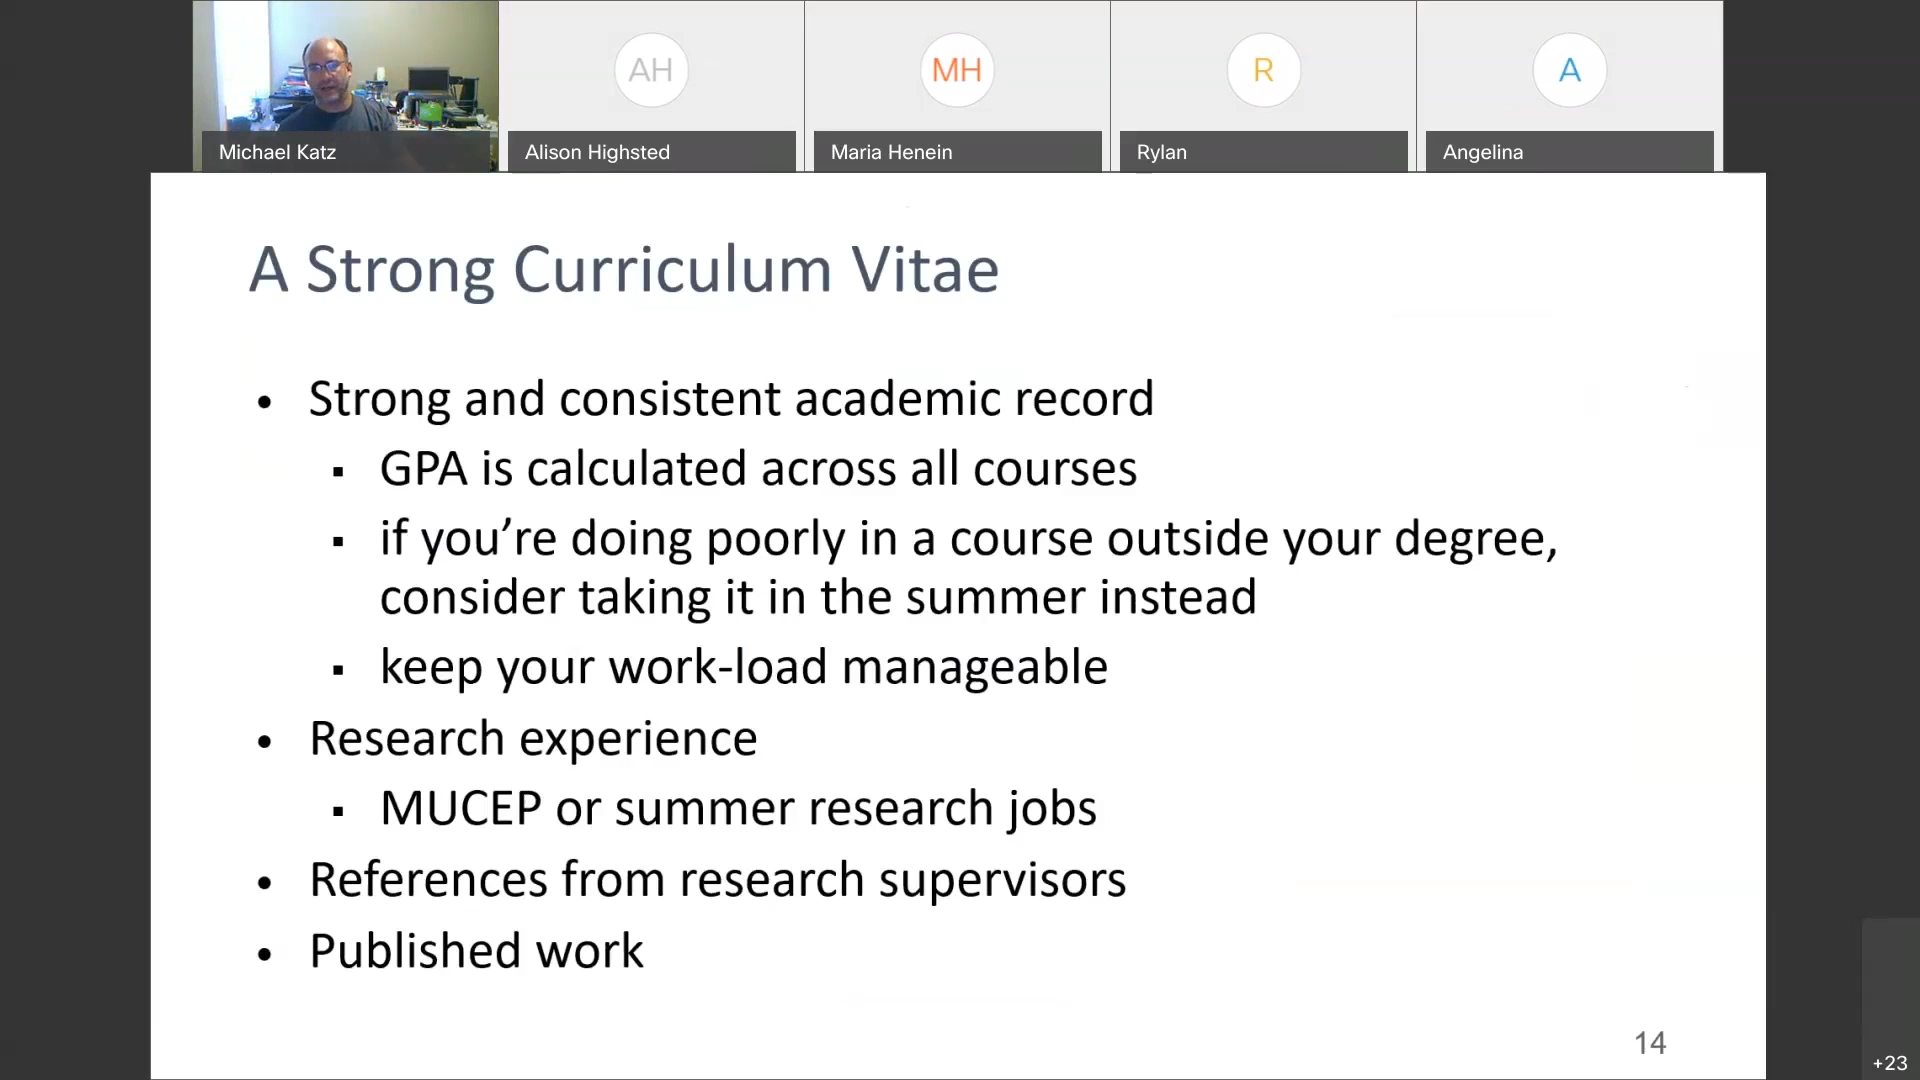 AH
MH
R
A
Michael Katz
Alison Highsted
Maria Henein
Rylan
Angelina
A Strong Curriculum Vitae
• Strong and consistent academic record
▪ GPA is calculated across all courses
▪ if you’re doing poorly in a course outside your degree,
consider taking it in the summer instead
▪ keep your work-load manageable
• Research experience
▪ MUCEP or summer research jobs
• References from research supervisors
• Published work
14
+23